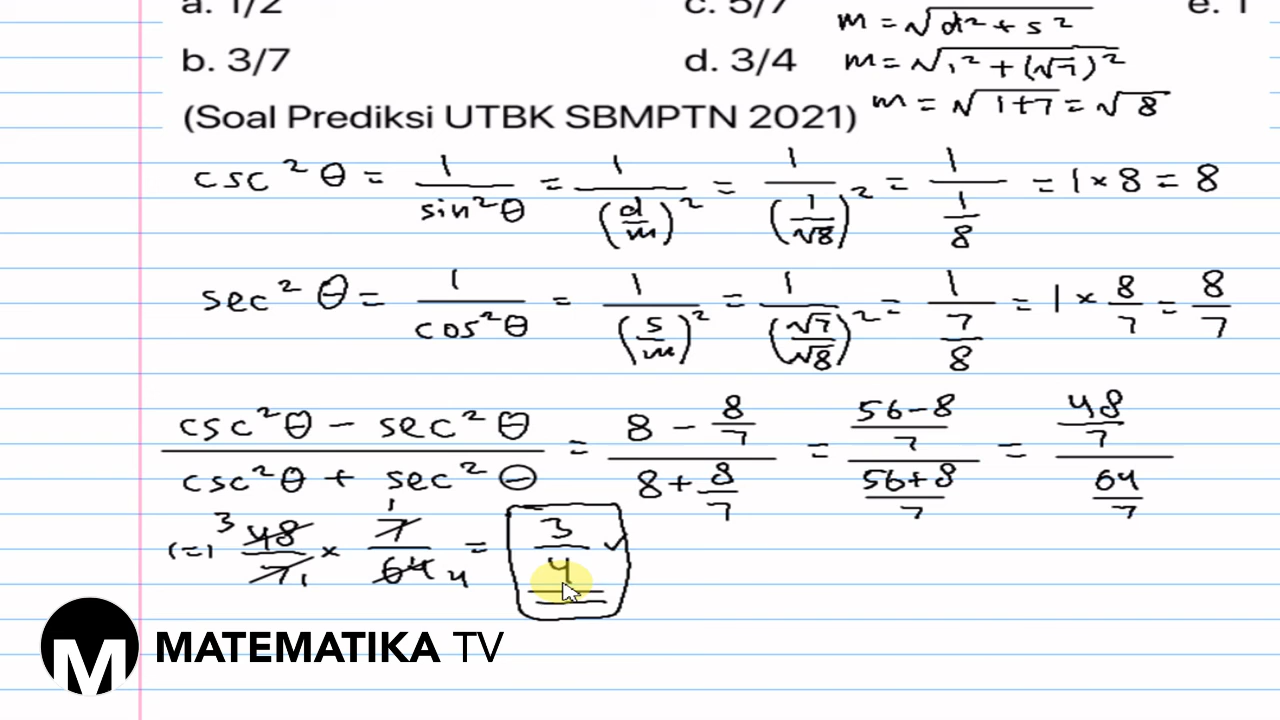 a. 1/2 c. 5/7 e. 1 m = √(d² + s²)
b. 3/7 d. 3/4 m = √(1² + (√7)²)
(Soal Prediksi UTBK SBMPTN 2021) m = √(1+7) = √8
csc²θ = 1/sin²θ = 1/(d/m)² = 1/(1/√8)² = 1/(1/8) = 1 × 8 = 8
sec²θ = 1/cos²θ = 1/(s/m)² = 1/(√7/√8)² = 1/(7/8) = 1 × 8/7 = 8/7
(csc²θ − sec²θ)/(csc²θ + sec²θ) = (8 − 8/7)/(8 + 8/7) = ((56−8)/7)/((56+8)/7) = (48/7)/(64/7)
(=) 3 48/7 1 × 1 7/64 4 = 3/4 ✓
M MATEMATIKA TV